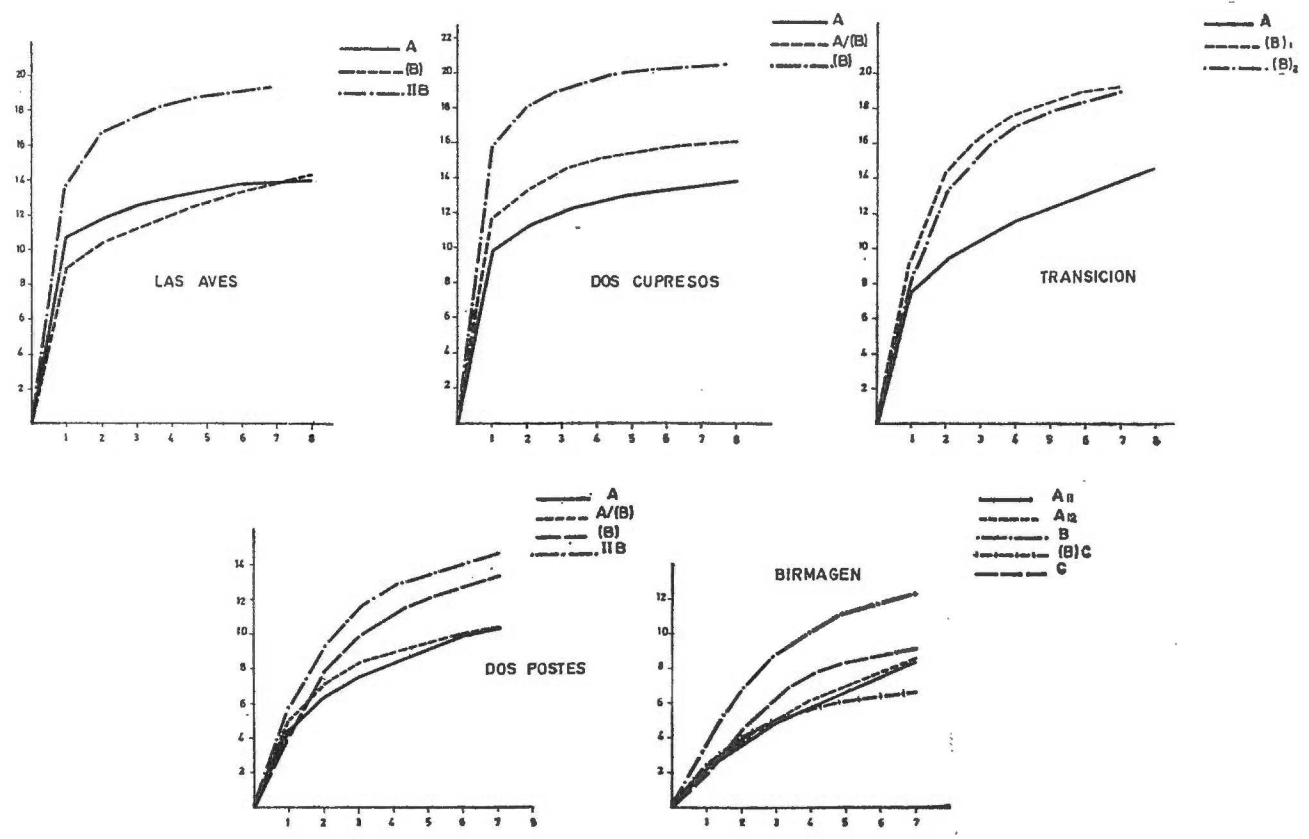 A
(B)
IIB
20
18
16
14
12
10
8
6
4
2
LAS AVES
1 2 3 4 5 6 7 8
A
A/(B)
(B)
22
20
18
16
14
12
10
8
6
4
2
DOS CUPRESOS
1 2 3 4 5 6 7 8
A
(B)₁
(B)₂
20
18
16
14
12
10
8
6
4
2
TRANSICION
1 2 3 4 5 6 7 8
A
A/(B)
(B)
IIB
14
12
10
8
6
4
2
DOS POSTES
1 2 3 4 5 6 7 8
A₁₁
A₁₂
B
(B)C
C
BIRMAGEN
12
10
8
6
4
2
1 2 3 4 5 6 7